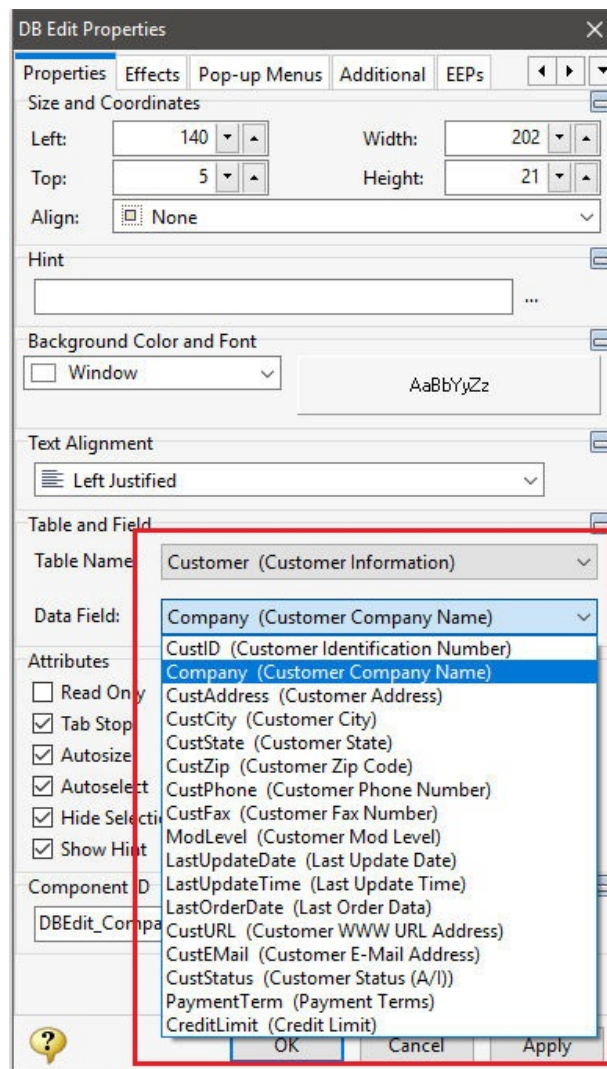 DB Edit Properties
Properties Effects Pop-up Menus Additional EEPs
Size and Coordinates
Left: 140 Width: 202
Top: 5 Height: 21
Align: None
Hint
...
Background Color and Font
Window AaBbYyZz
Text Alignment
Left Justified
Table and Field
Table Name Customer (Customer Information)
Data Field: Company (Customer Company Name)
CustID (Customer Identification Number)
Attributes
Company (Customer Company Name)
Read Only
CustAddress (Customer Address)
CustCity (Customer City)
Tab Stop
CustState (Customer State)
Autosize
CustZip (Customer Zip Code)
Autoselect
CustPhone (Customer Phone Number)
Hide Selecti
CustFax (Customer Fax Number)
ModLevel (Customer Mod Level)
Show Hint
LastUpdateDate (Last Update Date)
Component ID
LastUpdateTime (Last Update Time)
LastOrderDate (Last Order Data)
DBEdit_Compa
CustURL (Customer WWW URL Address)
CustEMail (Customer E-Mail Address)
CustStatus (Customer Status (A/I))
PaymentTerm (Payment Terms)
CreditLimit (Credit Limit)
? OK Cancel Apply